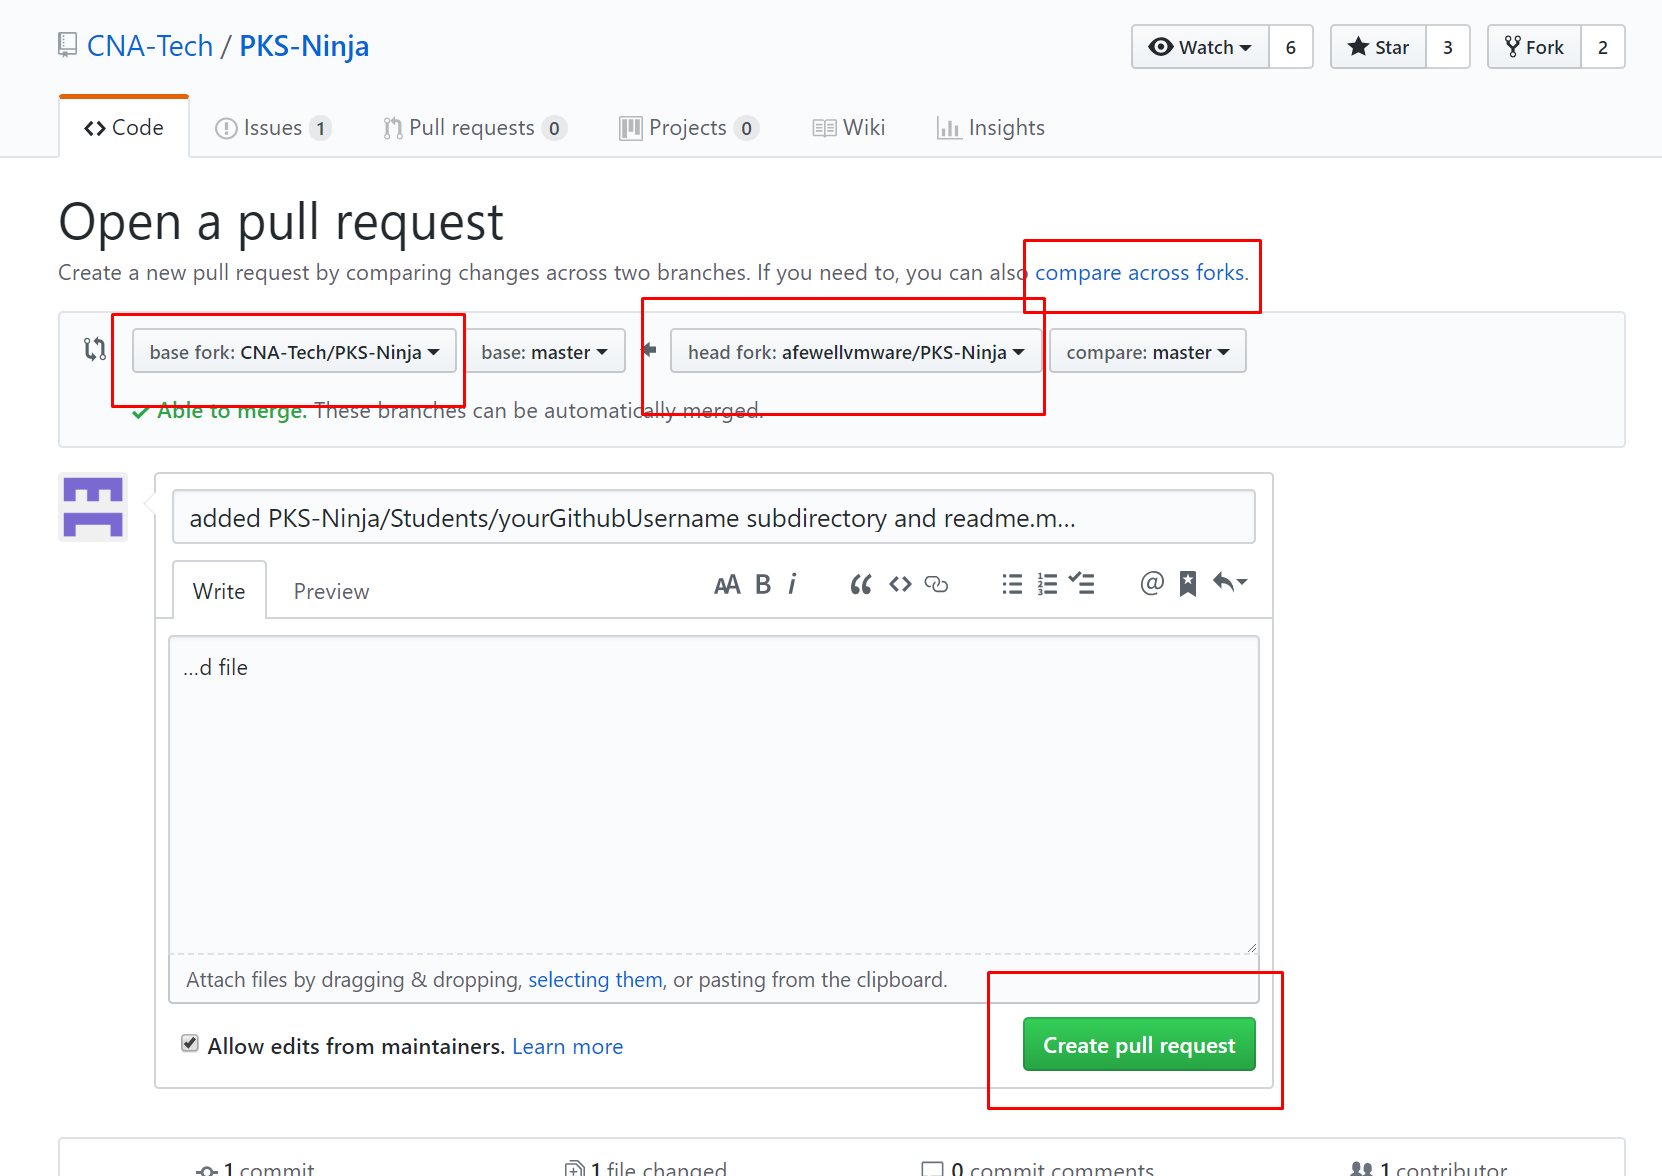 CNA-Tech / PKS-Ninja
Watch 6 Star 3 Fork 2
Code Issues 1 Pull requests 0 Projects 0 Wiki Insights
Open a pull request
Create a new pull request by comparing changes across two branches. If you need to, you can also compare across forks.
base fork: CNA-Tech/PKS-Ninja base: master head fork: afewellvmware/PKS-Ninja compare: master
Able to merge. These branches can be automatically merged.
added PKS-Ninja/Students/yourGithubUsername subdirectory and readme.m...
Write Preview AA B i
...d file
Attach files by dragging & dropping, selecting them, or pasting from the clipboard.
Allow edits from maintainers. Learn more Create pull request
1 commit 1 file changed 0 commit comments 1 contributor